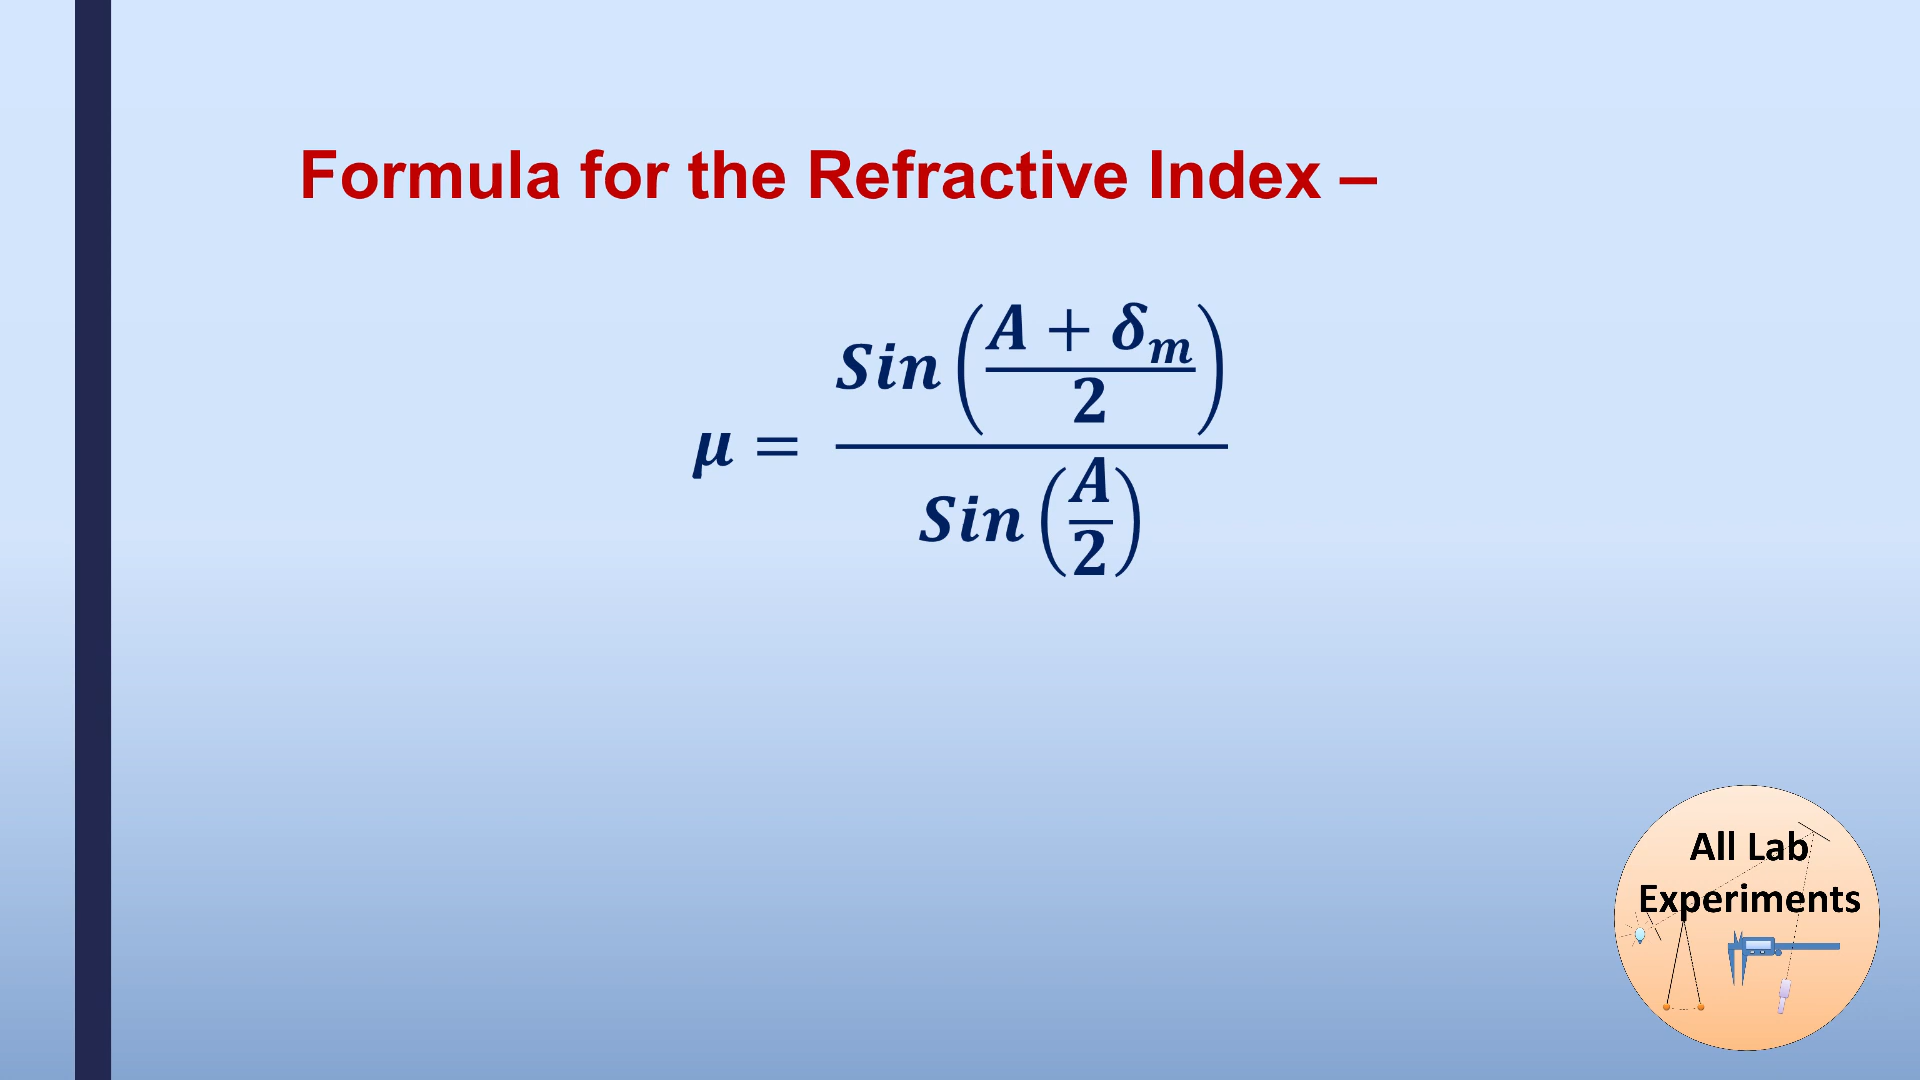 Formula for the Refractive Index –
μ = Sin((A + δₘ)/2) / Sin(A/2)
All Lab
Experiments